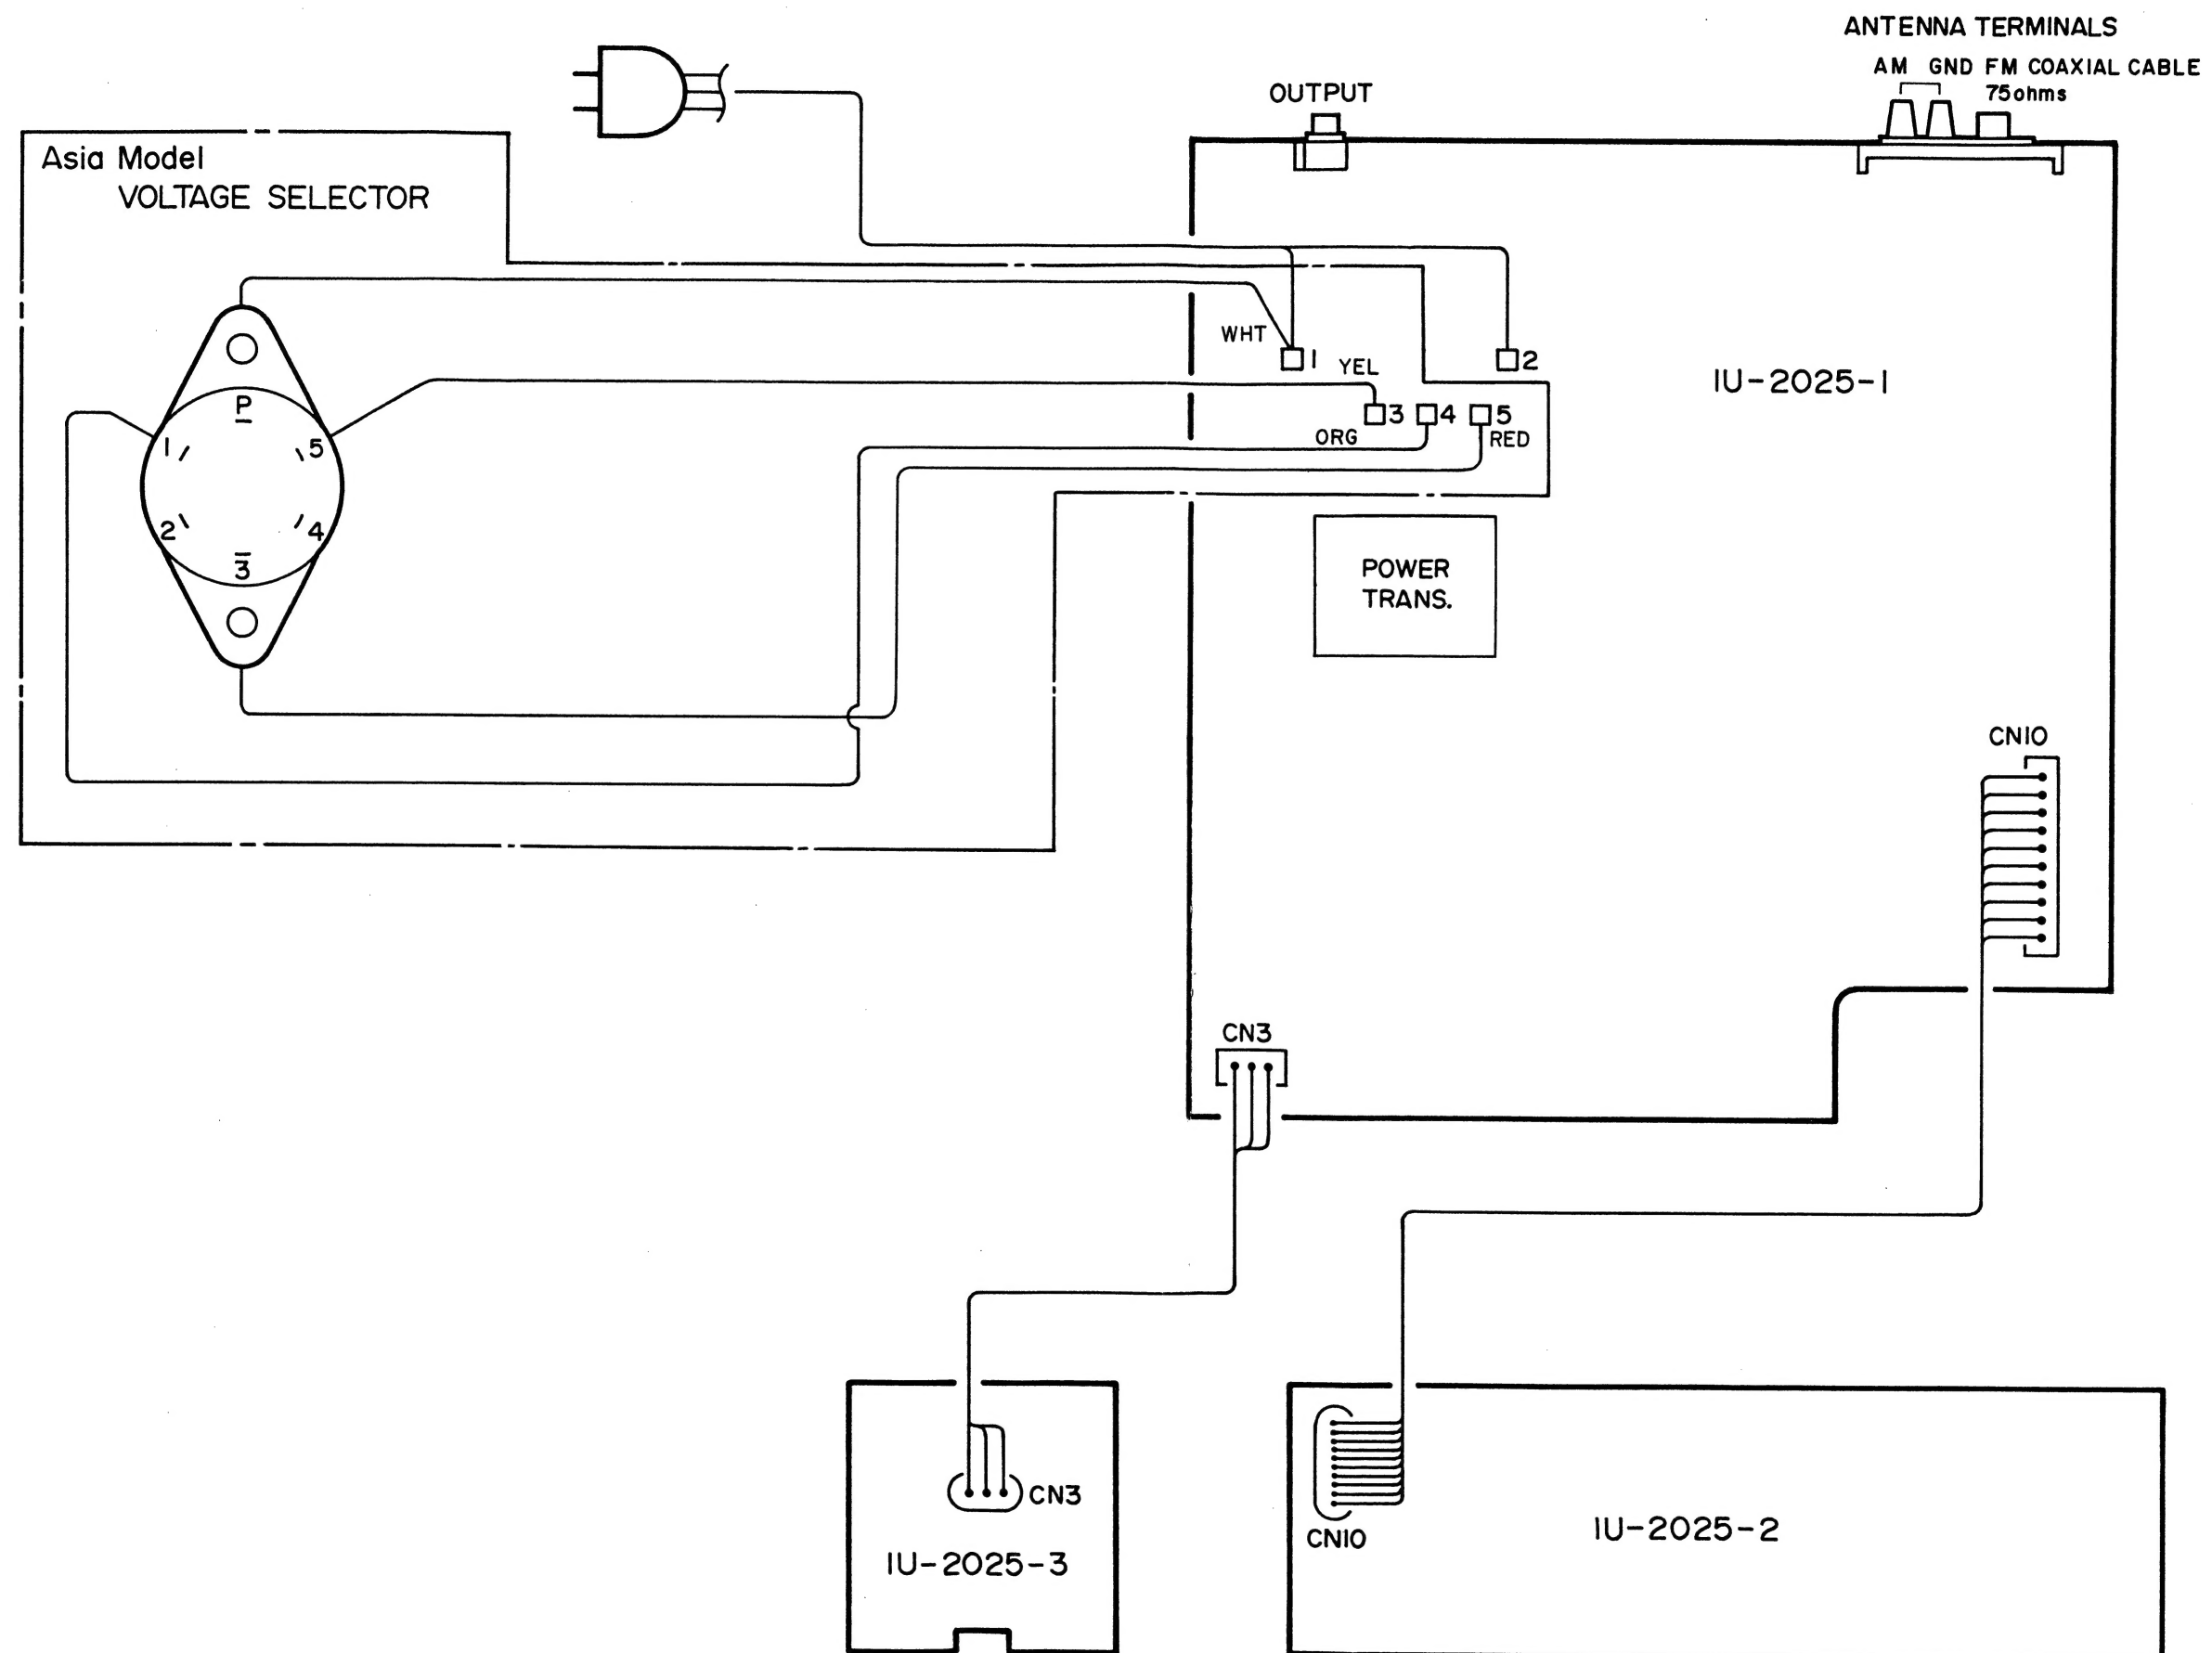 ANTENNA TERMINALS
AM GND FM COAXIAL CABLE
75ohms
OUTPUT
Asia Model
VOLTAGE SELECTOR
WHT
1
2
YEL
3
4
5
ORG
RED
IU-2025-1
P
1
5
2
4
3
POWER
TRANS.
CN10
CN3
CN3
IU-2025-3
CN10
IU-2025-2